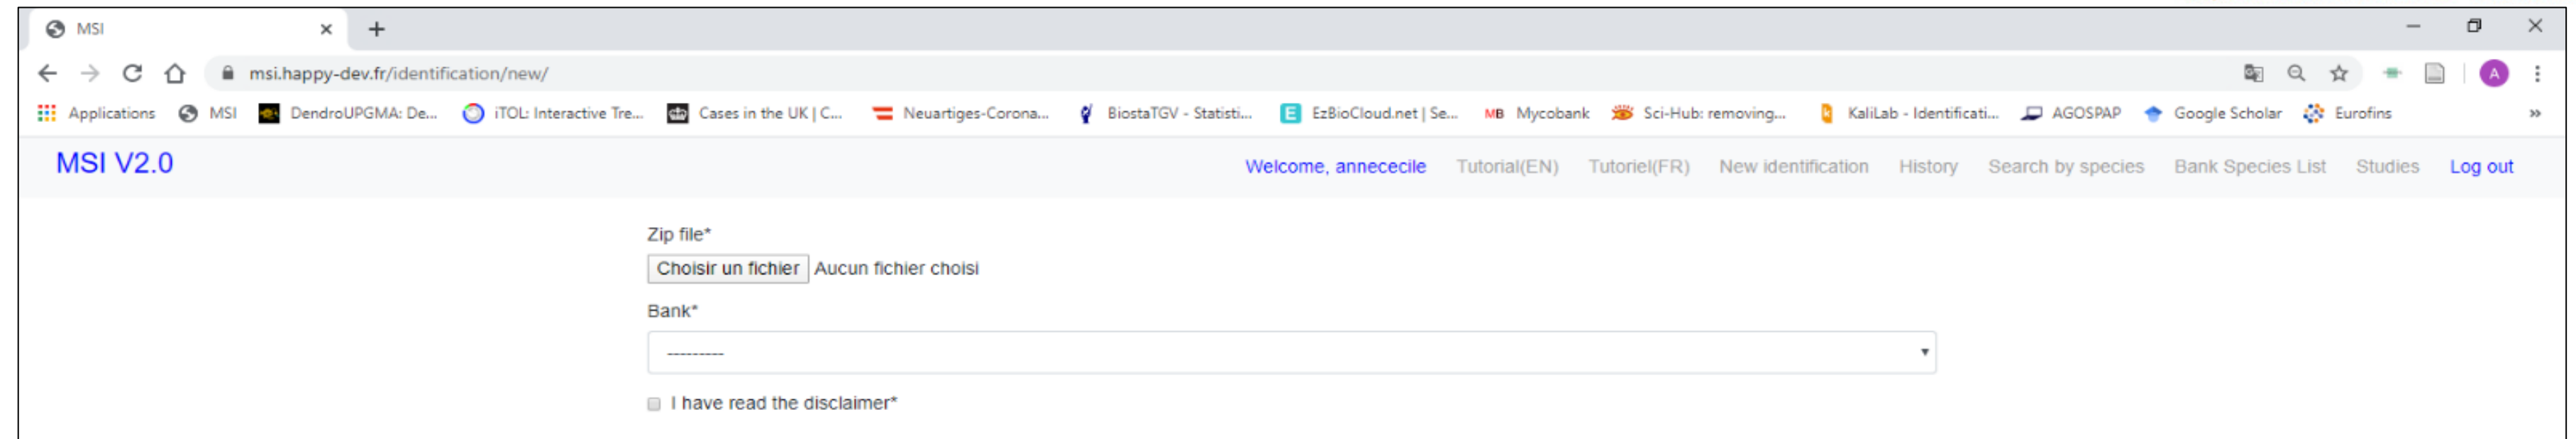 MSI
msi.happy-dev.fr/identification/new/
A
Applications MSI DendroUPGMA: De... iTOL: Interactive Tre... Cases in the UK | C... Neuartiges-Corona... BiostaTGV - Statisti... E EzBioCloud.net | Se... MB Mycobank Sci-Hub: removing... KaliLab - Identificati... AGOSPAP Google Scholar Eurofins »
MSI V2.0 Welcome, annececile Tutorial(EN) Tutoriel(FR) New identification History Search by species Bank Species List Studies Log out
Zip file*
Choisir un fichier Aucun fichier choisi
Bank*
---------
I have read the disclaimer*